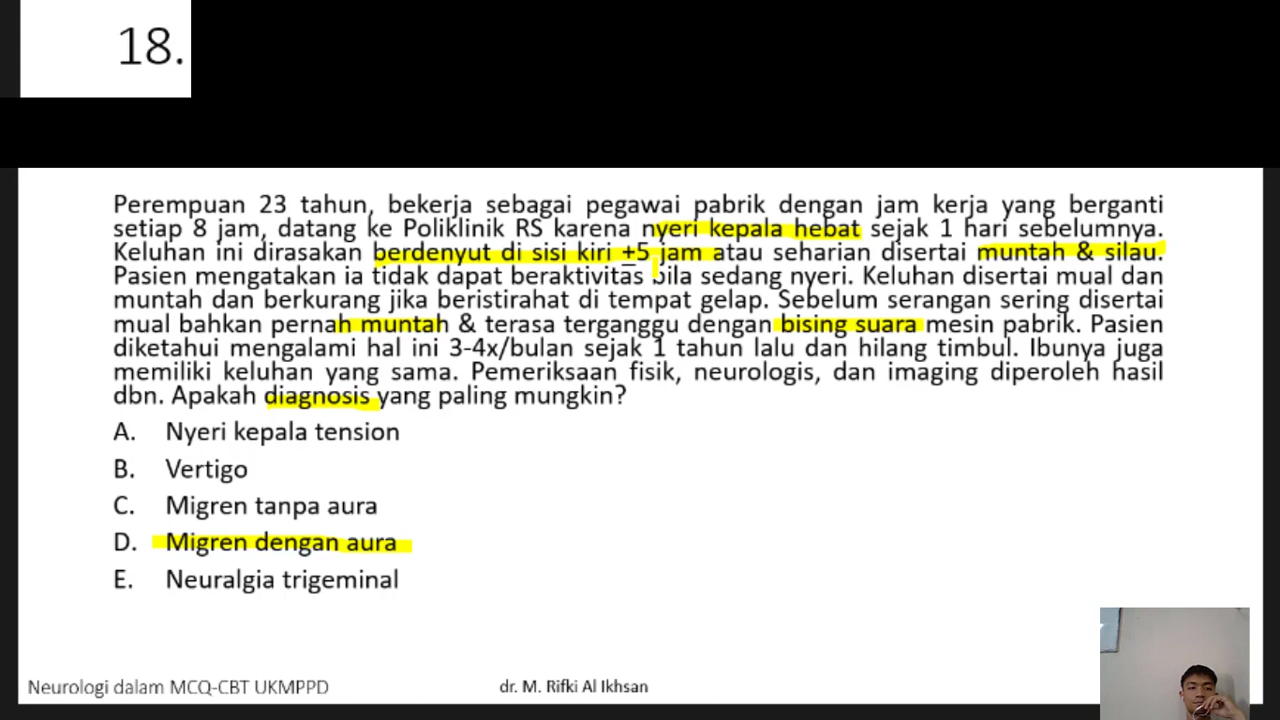 18.
Perempuan 23 tahun, bekerja sebagai pegawai pabrik dengan jam kerja yang berganti
setiap 8 jam, datang ke Poliklinik RS karena nyeri kepala hebat sejak 1 hari sebelumnya.
Keluhan ini dirasakan berdenyut di sisi kiri ±5 jam atau seharian disertai muntah & silau.
Pasien mengatakan ia tidak dapat beraktivitas bila sedang nyeri. Keluhan disertai mual dan
muntah dan berkurang jika beristirahat di tempat gelap. Sebelum serangan sering disertai
mual bahkan pernah muntah & terasa terganggu dengan bising suara mesin pabrik. Pasien
diketahui mengalami hal ini 3-4x/bulan sejak 1 tahun lalu dan hilang timbul. Ibunya juga
memiliki keluhan yang sama. Pemeriksaan fisik, neurologis, dan imaging diperoleh hasil
dbn. Apakah diagnosis yang paling mungkin?
A. Nyeri kepala tension
B. Vertigo
C. Migren tanpa aura
D. Migren dengan aura
E. Neuralgia trigeminal
Neurologi dalam MCQ-CBT UKMPPD
dr. M. Rifki Al Ikhsan